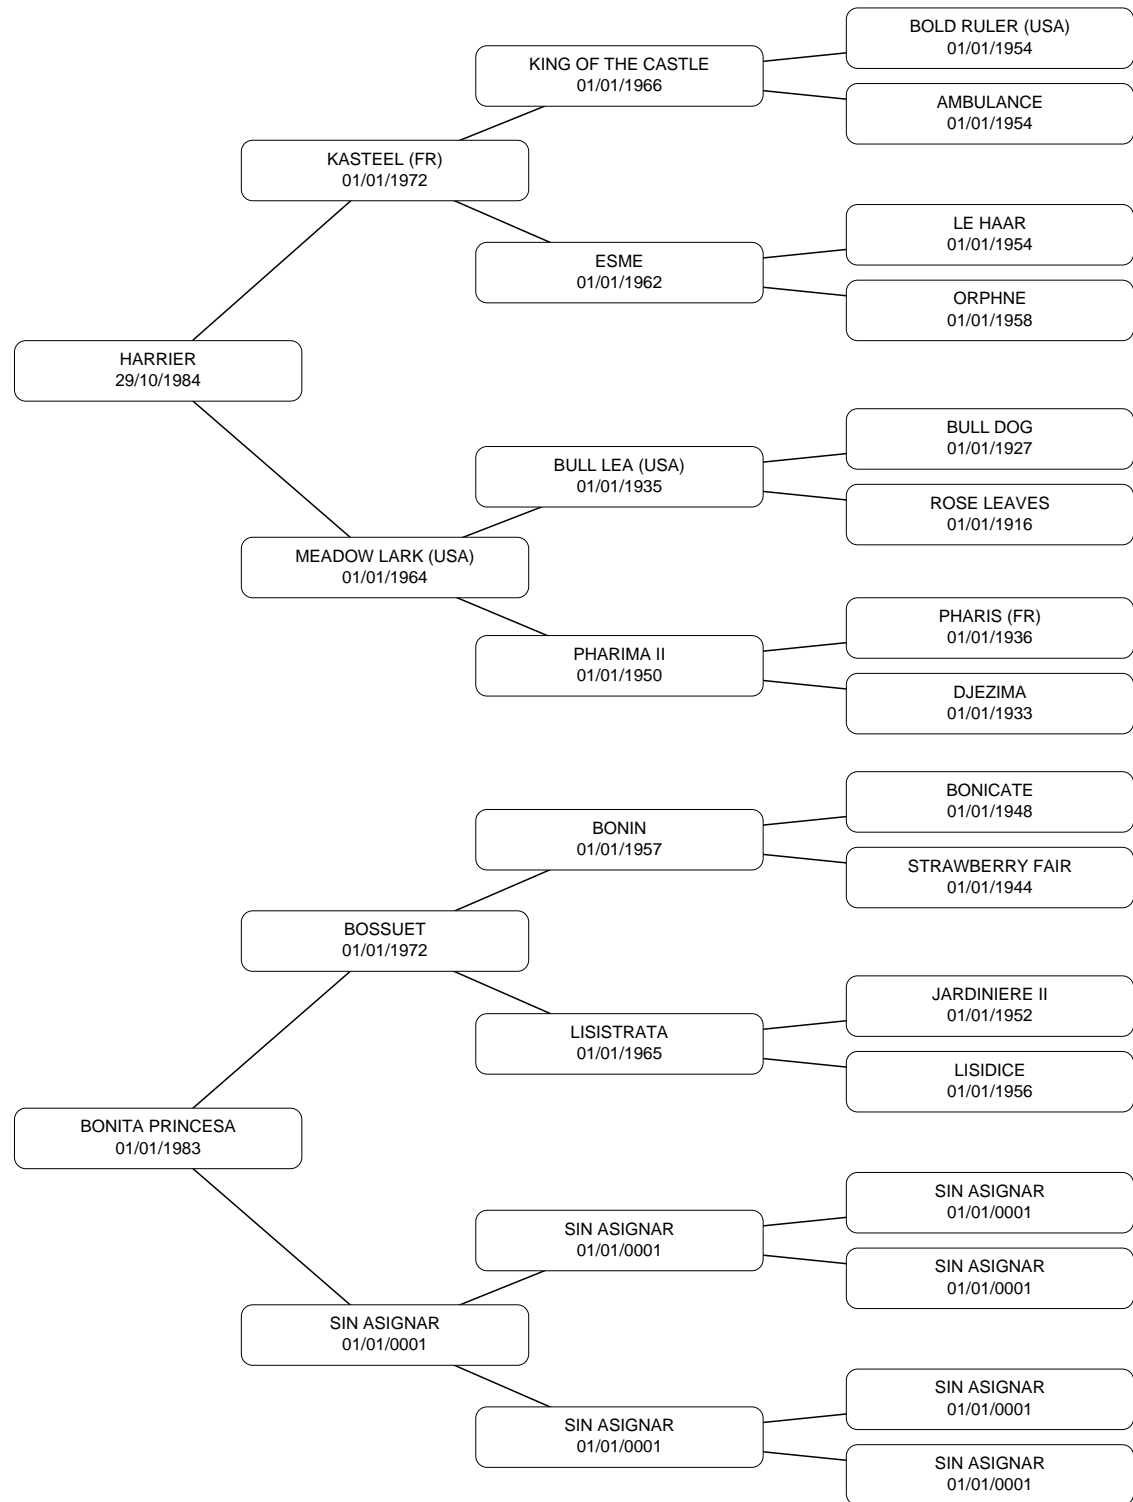 BOLD RULER (USA)
01/01/1954
KING OF THE CASTLE
01/01/1966
AMBULANCE
01/01/1954
KASTEEL (FR)
01/01/1972
LE HAAR
01/01/1954
ESME
01/01/1962
ORPHNE
01/01/1958
HARRIER
29/10/1984
BULL DOG
01/01/1927
BULL LEA (USA)
01/01/1935
ROSE LEAVES
01/01/1916
MEADOW LARK (USA)
01/01/1964
PHARIS (FR)
01/01/1936
PHARIMA II
01/01/1950
DJEZIMA
01/01/1933
BONICATE
01/01/1948
BONIN
01/01/1957
STRAWBERRY FAIR
01/01/1944
BOSSUET
01/01/1972
JARDINIERE II
01/01/1952
LISISTRATA
01/01/1965
LISIDICE
01/01/1956
BONITA PRINCESA
01/01/1983
SIN ASIGNAR
01/01/0001
SIN ASIGNAR
01/01/0001
SIN ASIGNAR
01/01/0001
SIN ASIGNAR
01/01/0001
SIN ASIGNAR
01/01/0001
SIN ASIGNAR
01/01/0001
SIN ASIGNAR
01/01/0001